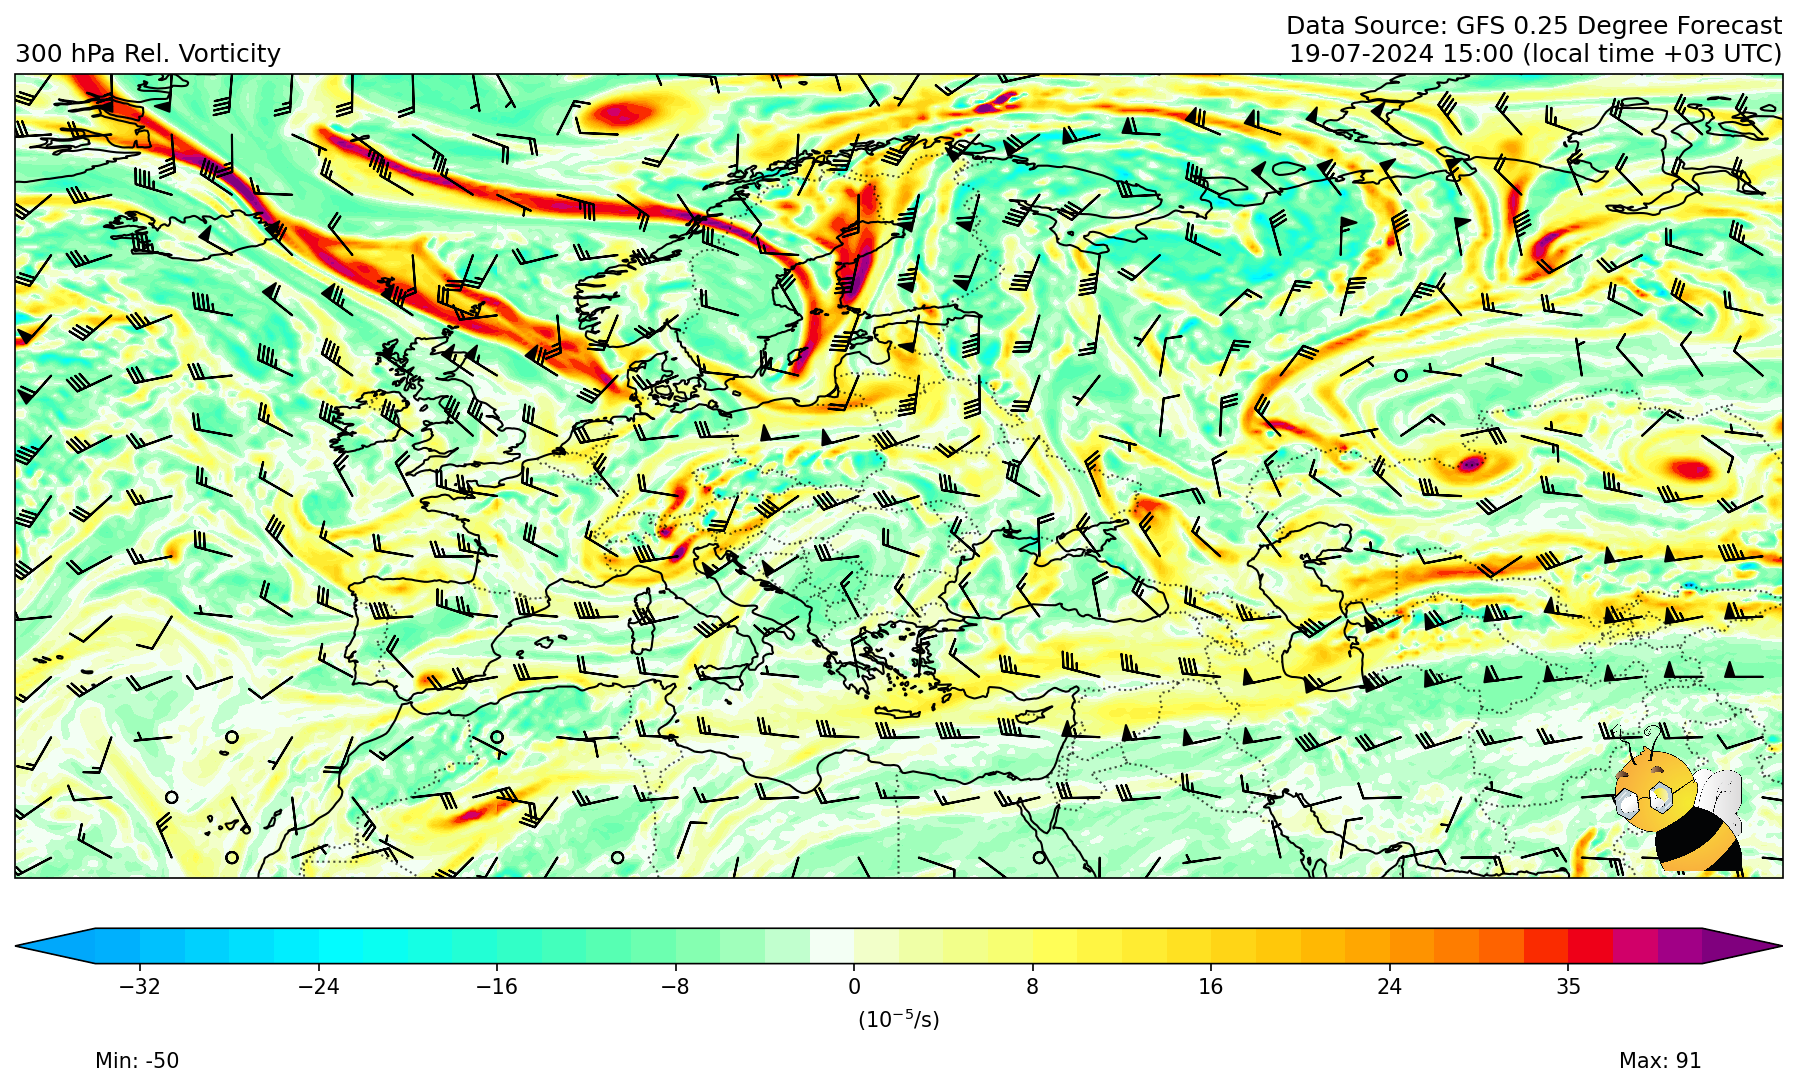 Data Source: GFS 0.25 Degree Forecast
300 hPa Rel. Vorticity
19-07-2024 15:00 (local time +03 UTC)
−32 −24 −16 −8 0 8 16 24 35
(10⁻⁵/s)
Min: -50
Max: 91